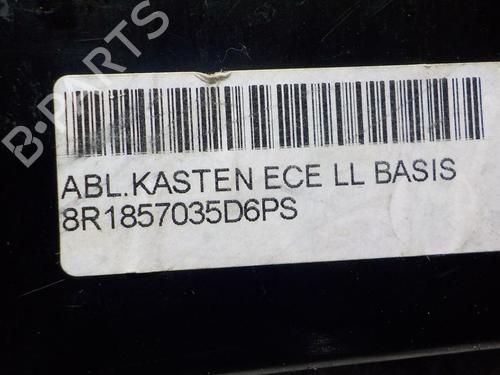 B-PARTS
ABL.KASTEN ECE LL BASIS
8R1857035D6PS